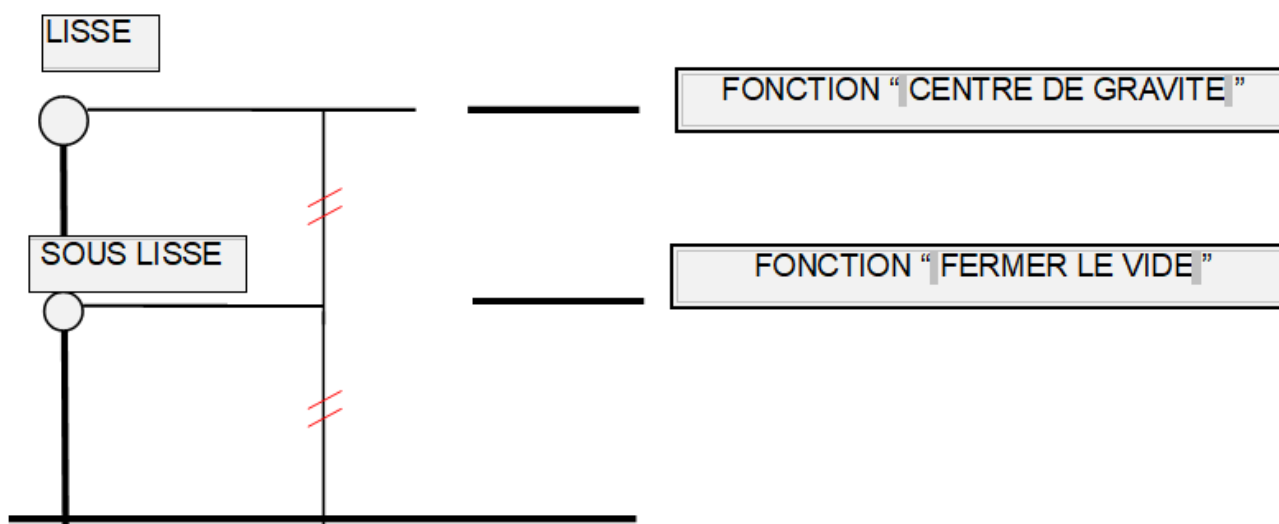 LISSE
FONCTION “ CENTRE DE GRAVITE ”
SOUS LISSE
FONCTION “ FERMER LE VIDE ”